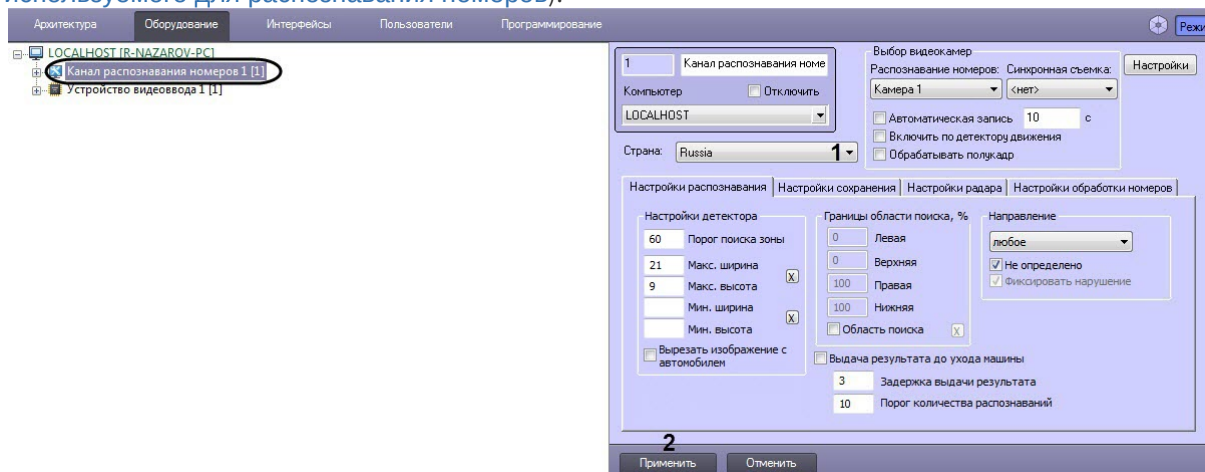 используемого для распознавания номеров).
Архитектура Оборудование Интерфейсы Пользователи Программирование
LOCALHOST [R-NAZAROV-PC]
Канал распознавания номеров 1 [1]
Устройство видеоввода 1 [1]
1 Канал распознавания номе
Компьютер Отключить
LOCALHOST
Страна: Russia 1
Выбор видеокамер
Распознавание номеров: Синхронная съемка:
Камера 1 <нет>
Автоматическая запись 10 с
Включить по детектору движения
Обрабатывать полукадр
Настройки
Настройки распознавания Настройки сохранения Настройки радара Настройки обработки номеров
Настройки детектора
60 Порог поиска зоны
21 Макс. ширина
9 Макс. высота
X
Мин. ширина
Мин. высота
X
Вырезать изображение с
автомобилем
Границы области поиска, %
0 Левая
0 Верхняя
100 Правая
100 Нижняя
Область поиска X
Направление
любое
Не определено
Фиксировать нарушение
Выдача результата до ухода машины
3 Задержка выдачи результата
10 Порог количества распознаваний
2
Применить Отменить